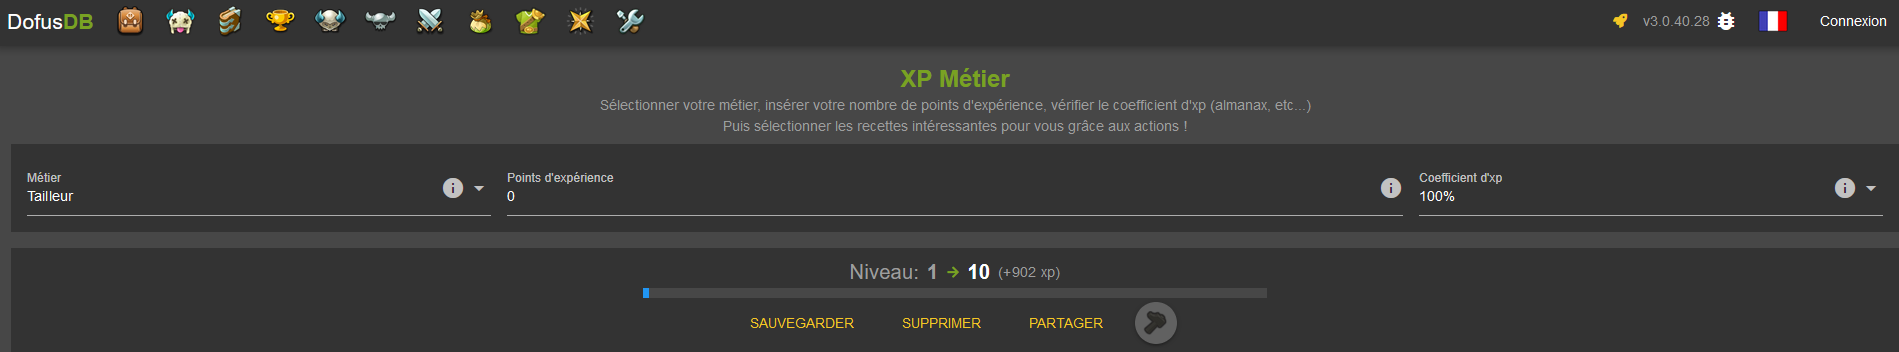 DofusDB
v3.0.40.28
Connexion
XP Métier
Sélectionner votre métier, insérer votre nombre de points d'expérience, vérifier le coefficient d'xp (almanax, etc...)
Puis sélectionner les recettes intéressantes pour vous grâce aux actions !
Métier
Tailleur
Points d'expérience
0
Coefficient d'xp
100%
Niveau: 1 → 10 (+902 xp)
SAUVEGARDER
SUPPRIMER
PARTAGER